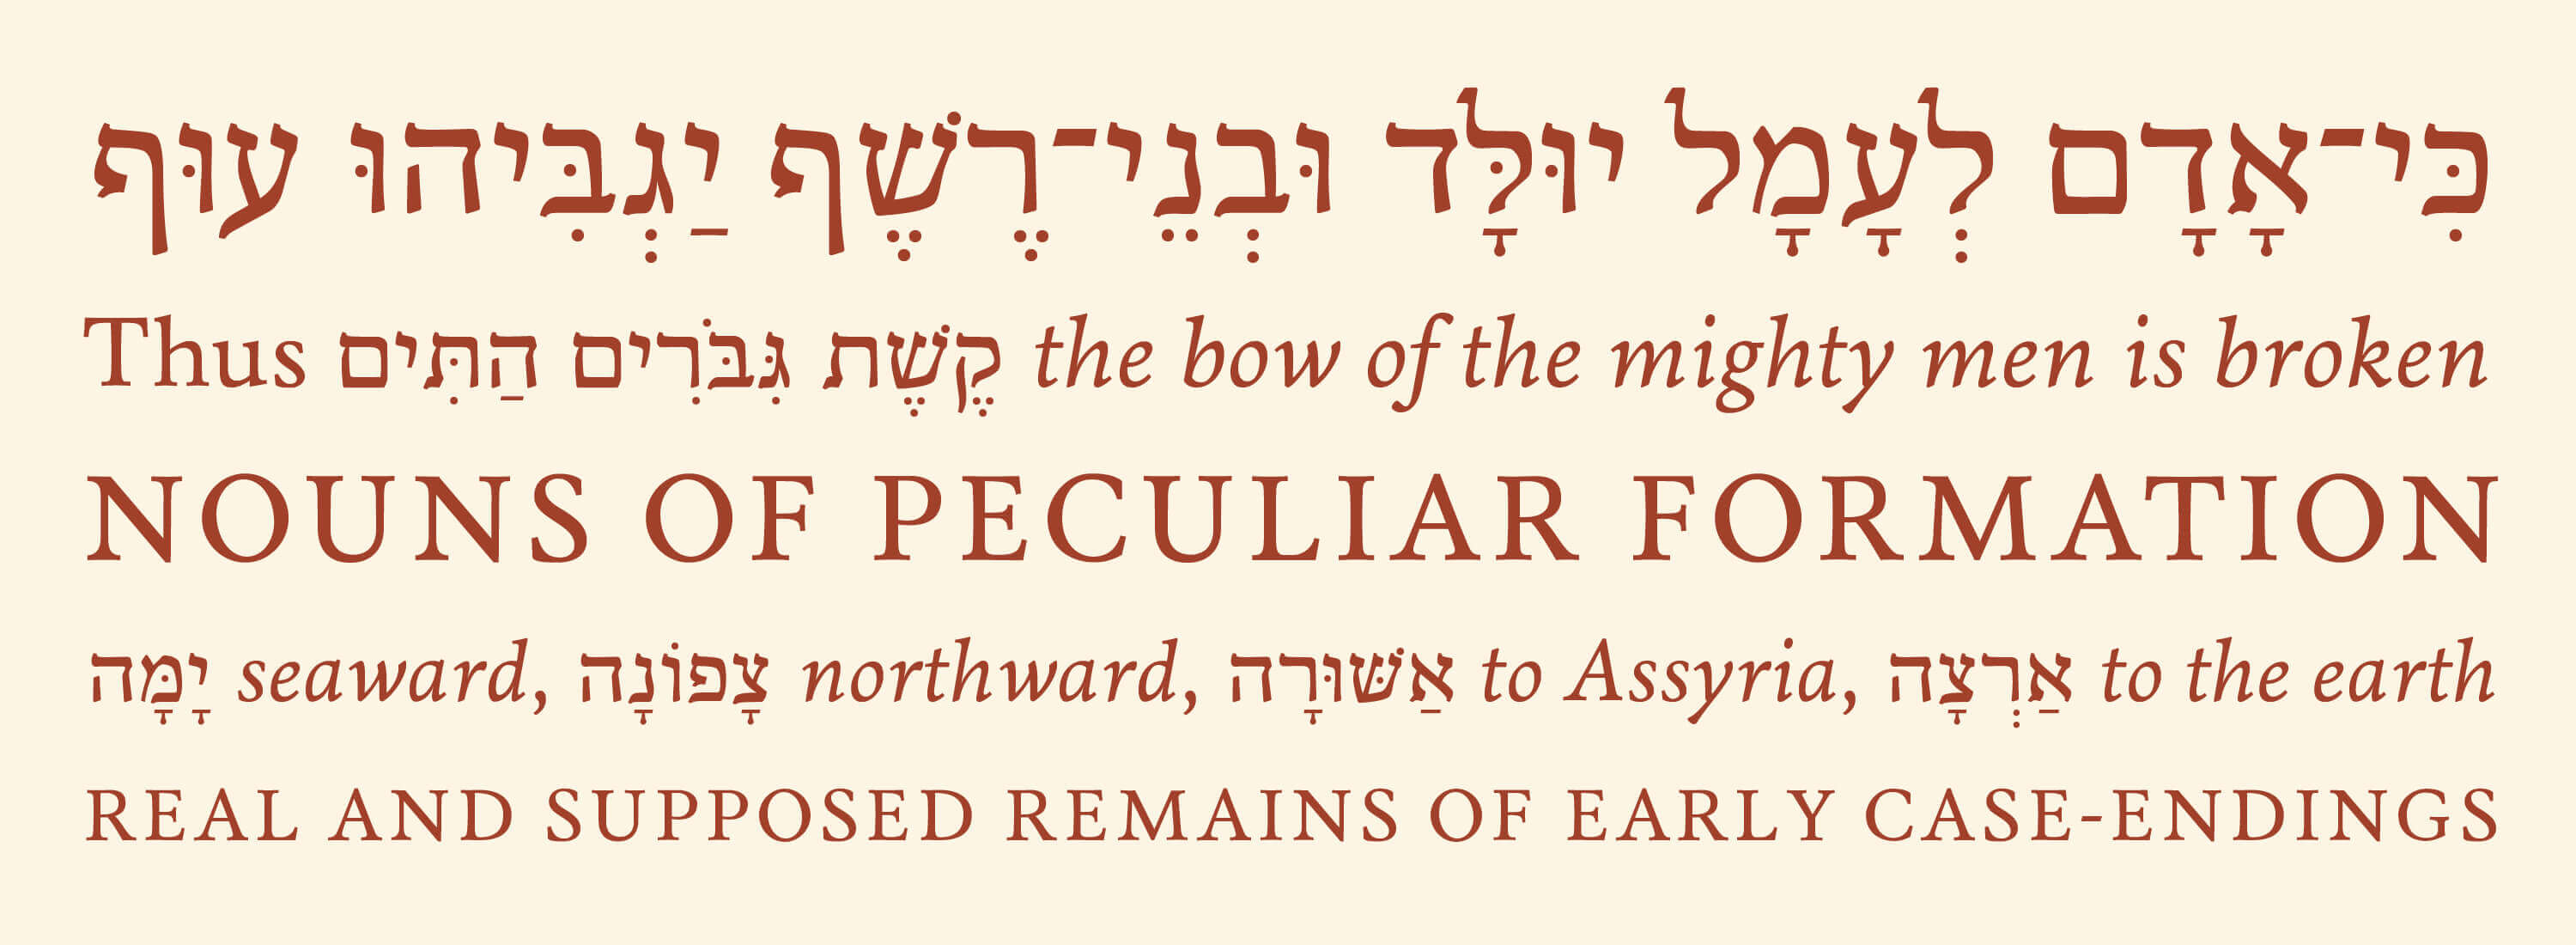 כִּי־אָדָם לְעָמָל יוּלָּד וּבְנֵי־רֶשֶׁף יַגְבִּיהוּ עוּף
Thus קֶשֶׁת גִּבֹּרִים הַתִּים the bow of the mighty men is broken
NOUNS OF PECULIAR FORMATION
יָמָּה seaward, צָפוֹנָה northward, אַשּׁוּרָה to Assyria, אַרְצָה to the earth
REAL AND SUPPOSED REMAINS OF EARLY CASE-ENDINGS